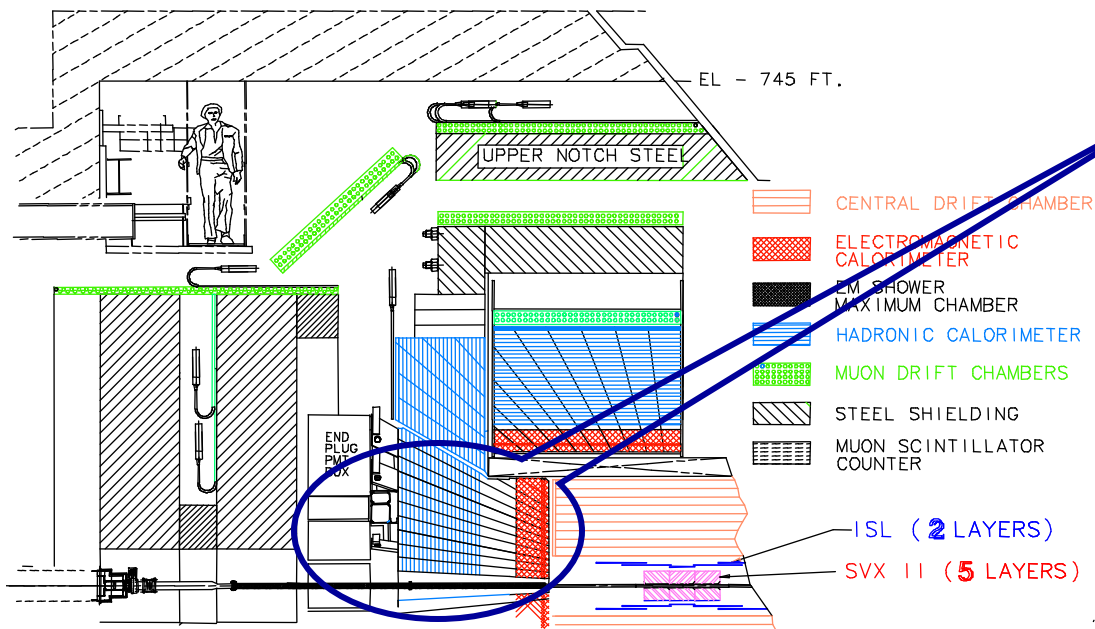 EL - 745 FT.
UPPER NOTCH STEEL
CENTRAL DRIFT CHAMBER
ELECTROMAGNETIC
CALORIMETER
EM SHOWER
MAXIMUM CHAMBER
HADRONIC CALORIMETER
MUON DRIFT CHAMBERS
STEEL SHIELDING
MUON SCINTILLATOR
COUNTER
END
PLUG
PMT
BOX
ISL (2 LAYERS)
SVX II (5 LAYERS)